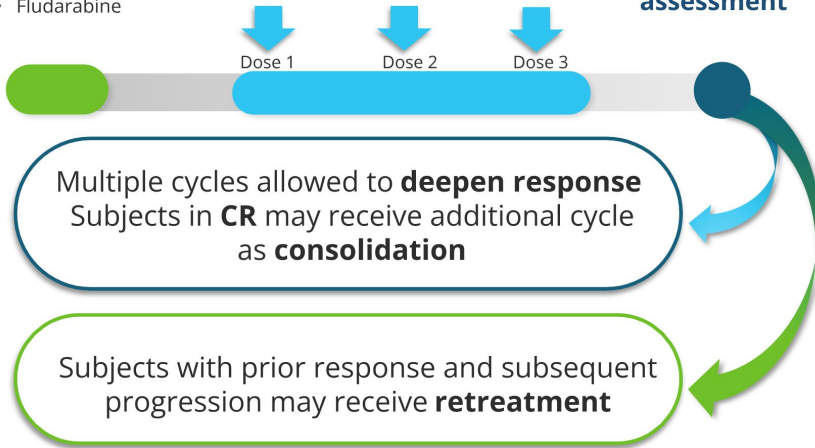 • Fludarabine
assessment
Dose 1 Dose 2 Dose 3
Multiple cycles allowed to deepen response
Subjects in CR may receive additional cycle
as consolidation
Subjects with prior response and subsequent
progression may receive retreatment